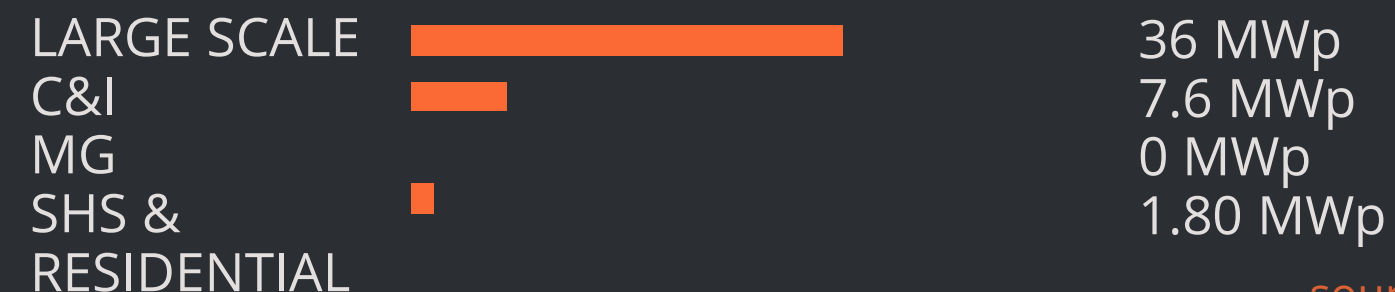 LARGE SCALE 36 MWp
C&I 7.6 MWp
MG 0 MWp
SHS & 1.80 MWp
RESIDENTIAL